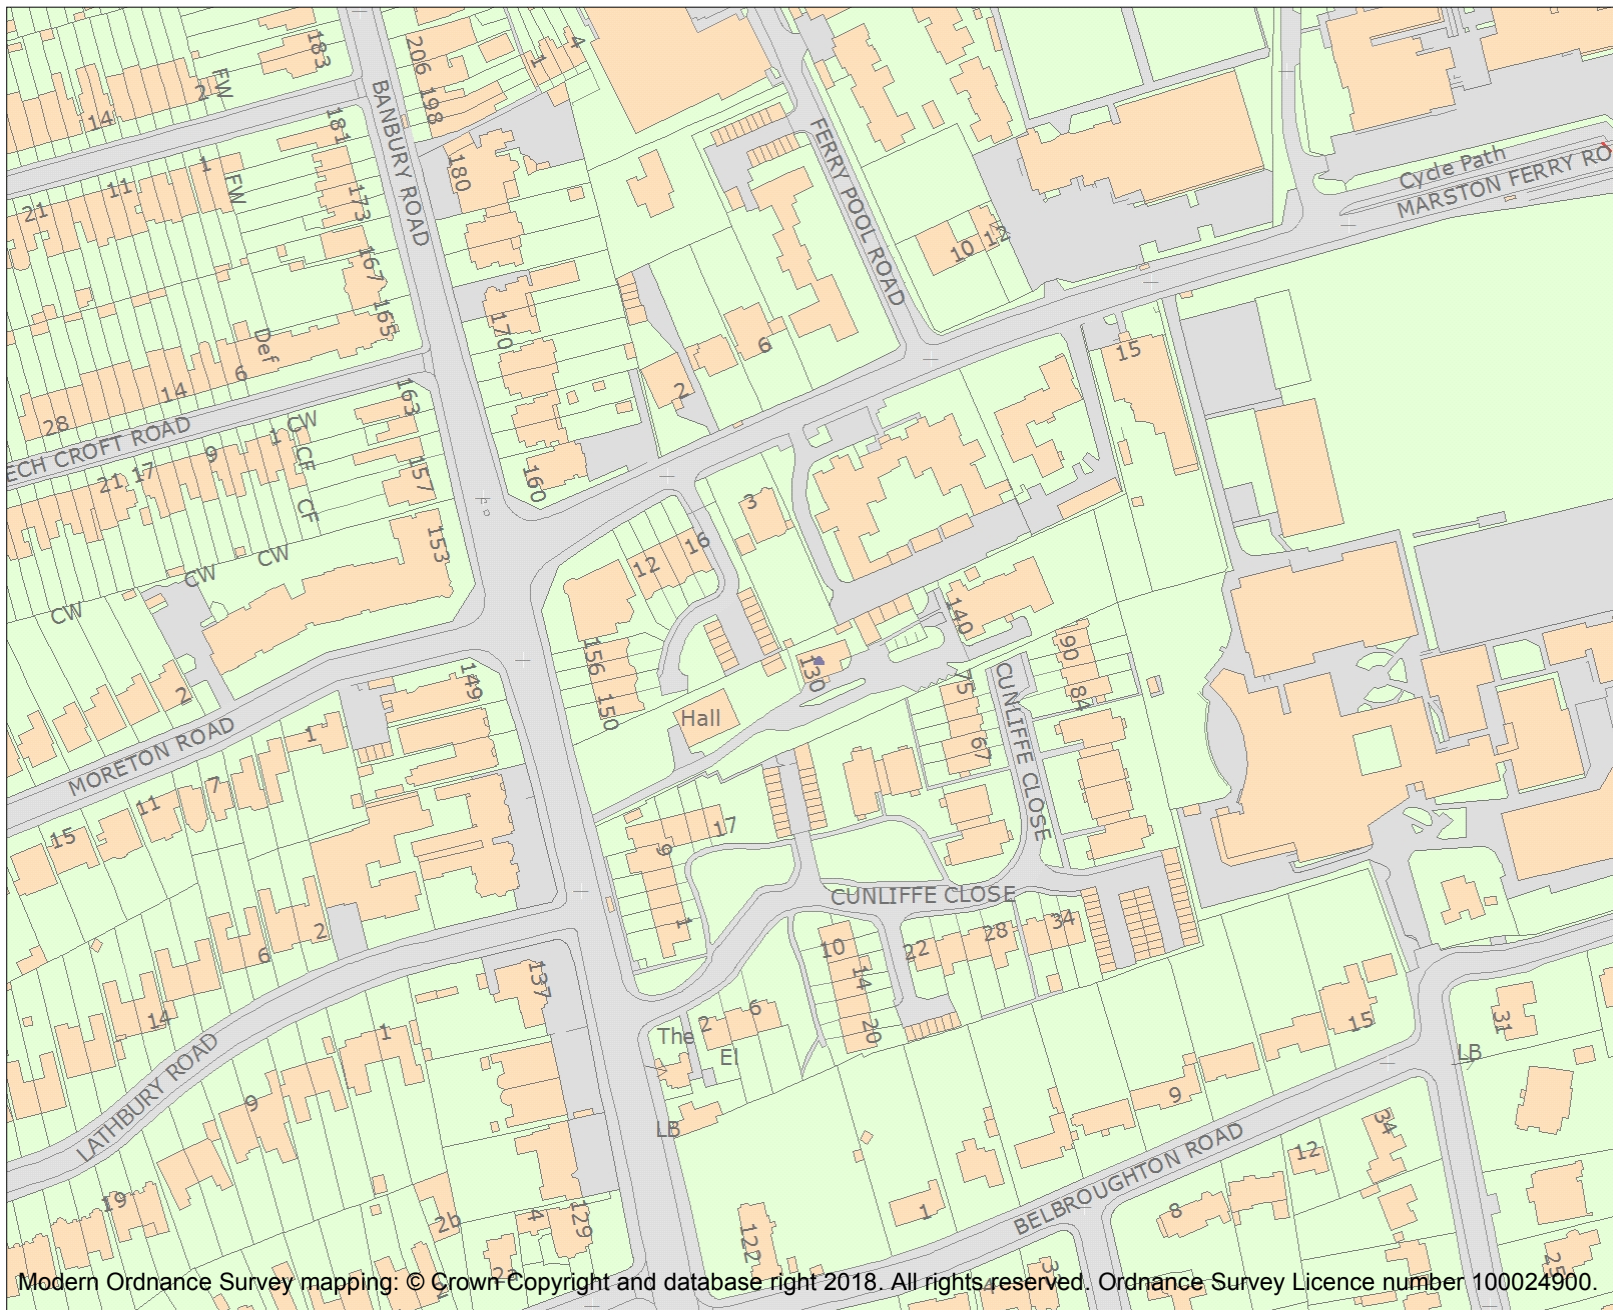 183
206
1
4
FW
2
14
198
181
BANBURY ROAD
180
FERRY POOL ROAD
Cycle Path
MARSTON FERRY RO
1
11
FW
21
173
10
12
167
165
170
Def
6
14
28
6
2
15
163
CW
1
CF
9
ECH CROFT ROAD
21
17
157
160
CF
3
153
CW
CW
CW
16
12
140
156
130
90
2
149
150
Hall
75
84
CUNLIFFE CLOSE
67
MORETON ROAD
1
7
11
15
17
9
CUNLIFFE CLOSE
1
2
6
10
22
28
34
14
137
14
20
The
2
6
El
15
31
LB
LATHBURY ROAD
1
9
9
LB
BELBROUGHTON ROAD
34
12
19
2b
4
129
1
8
122
2a
25
Modern Ordnance Survey mapping: © Crown Copyright and database right 2018. All rights reserved. Ordnance Survey Licence number 100024900.